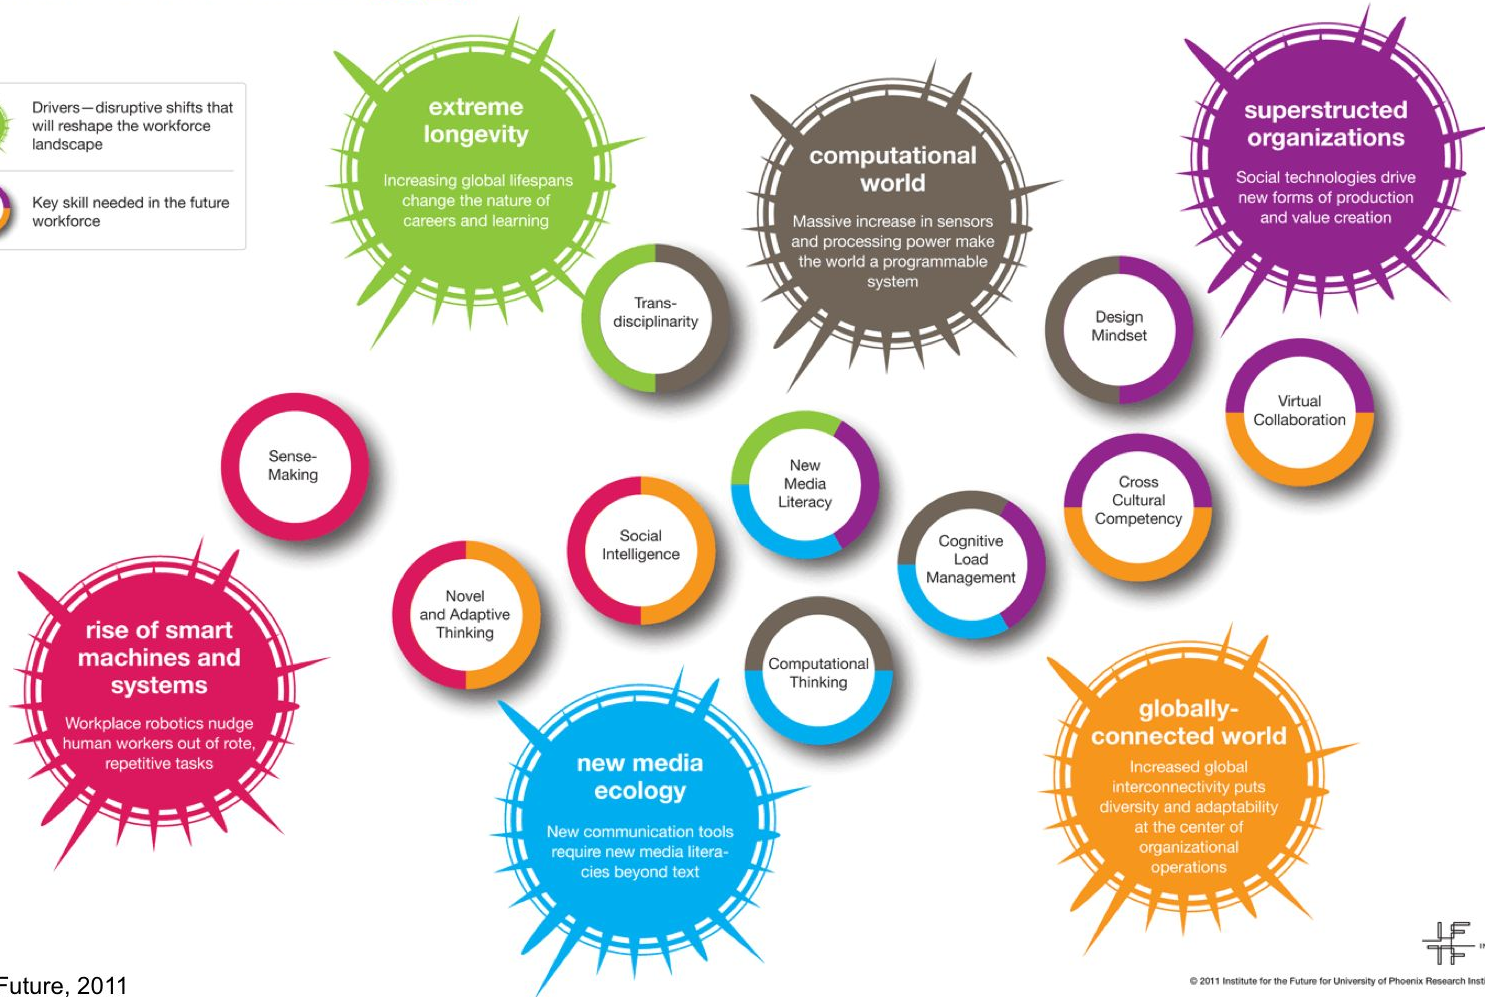 Drivers—disruptive shifts that
will reshape the workforce
landscape
Key skill needed in the future
workforce
extreme
longevity
Increasing global lifespans
change the nature of
careers and learning
computational
world
Massive increase in sensors
and processing power make
the world a programmable
system
superstructed
organizations
Social technologies drive
new forms of production
and value creation
Trans-
disciplinarity
Design
Mindset
Virtual
Collaboration
Sense-
Making
New
Media
Literacy
Cross
Cultural
Competency
Social
Intelligence
Cognitive
Load
Management
Novel
and Adaptive
Thinking
Computational
Thinking
rise of smart
machines and
systems
Workplace robotics nudge
human workers out of rote,
repetitive tasks
new media
ecology
New communication tools
require new media litera-
cies beyond text
globally-
connected world
Increased global
interconnectivity puts
diversity and adaptability
at the center of
organizational
operations
Future, 2011
© 2011 Institute for the Future for University of Phoenix Research Insti